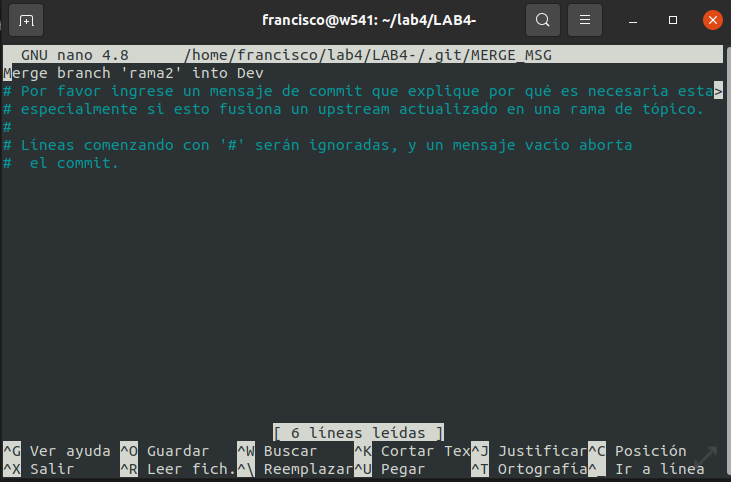 francisco@w541: ~/lab4/LAB4-
GNU nano 4.8 /home/francisco/lab4/LAB4-/.git/MERGE_MSG
Merge branch 'rama2' into Dev
# Por favor ingrese un mensaje de commit que explique por qué es necesaria esta>
# especialmente si esto fusiona un upstream actualizado en una rama de tópico.
#
# Líneas comenzando con '#' serán ignoradas, y un mensaje vacío aborta
#  el commit.
[ 6 líneas leídas ]
^G Ver ayuda ^O Guardar ^W Buscar ^K Cortar Tex^J Justificar^C Posición
^X Salir ^R Leer fich.^\ Reemplazar^U Pegar ^T Ortografía^_ Ir a línea